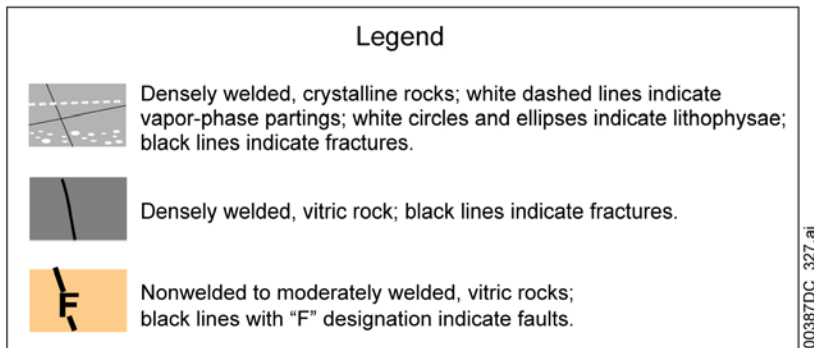 Legend
Densely welded, crystalline rocks; white dashed lines indicate
vapor-phase partings; white circles and ellipses indicate lithophysae;
black lines indicate fractures.
Densely welded, vitric rock; black lines indicate fractures.
F
Nonwelded to moderately welded, vitric rocks;
black lines with “F” designation indicate faults.
00387DC_327.ai